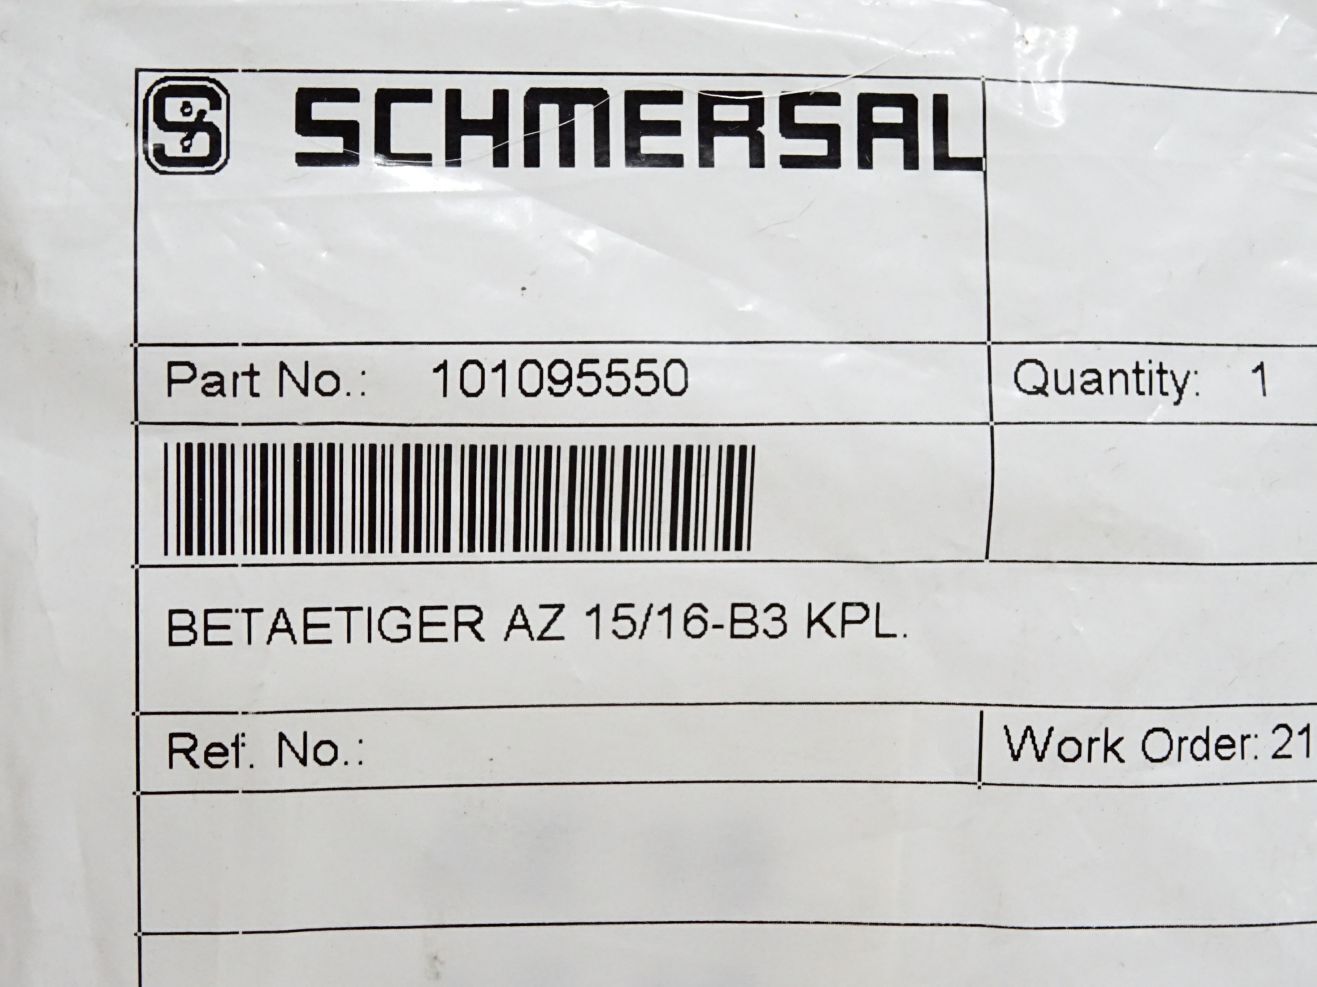 SCHMERSAL
Part No.: 101095550
Quantity: 1
BETAETIGER AZ 15/16-B3 KPL.
Ref. No.:
Work Order: 21